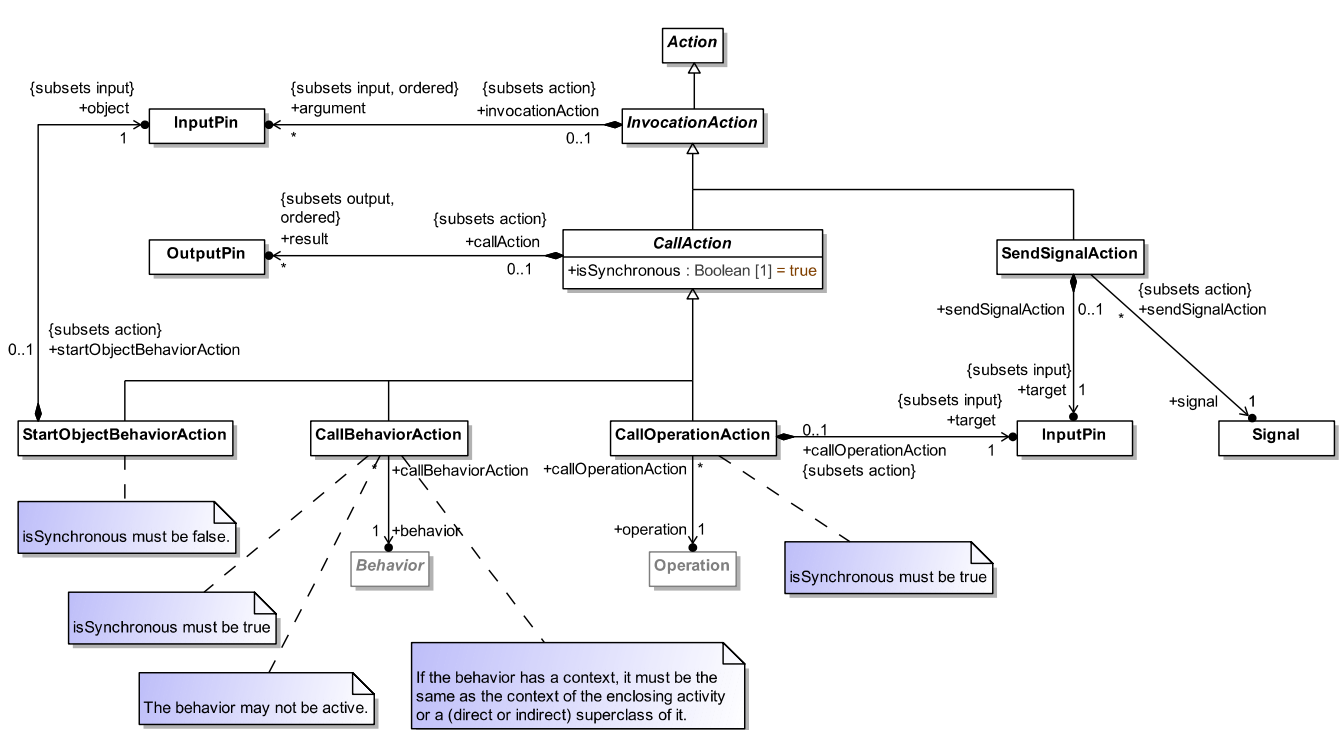 Action
{subsets input}
+object
1
InputPin
{subsets input, ordered}
+argument
*
{subsets action}
+invocationAction
0..1
InvocationAction
{subsets output,
ordered}
+result
*
OutputPin
{subsets action}
+callAction
0..1
CallAction
+isSynchronous : Boolean [1] = true
SendSignalAction
+sendSignalAction
0..1
{subsets action}
+sendSignalAction
*
{subsets action}
0..1
+startObjectBehaviorAction
{subsets input}
+target
1
{subsets input}
+target
1
+signal
1
StartObjectBehaviorAction
CallBehaviorAction
CallOperationAction
0..1
+callOperationAction
{subsets action}
InputPin
Signal
*
+callBehaviorAction
+callOperationAction
*
1
+behavior
+operation
1
Behavior
Operation
isSynchronous must be false.
isSynchronous must be true
isSynchronous must be true
The behavior may not be active.
If the behavior has a context, it must be the
same as the context of the enclosing activity
or a (direct or indirect) superclass of it.